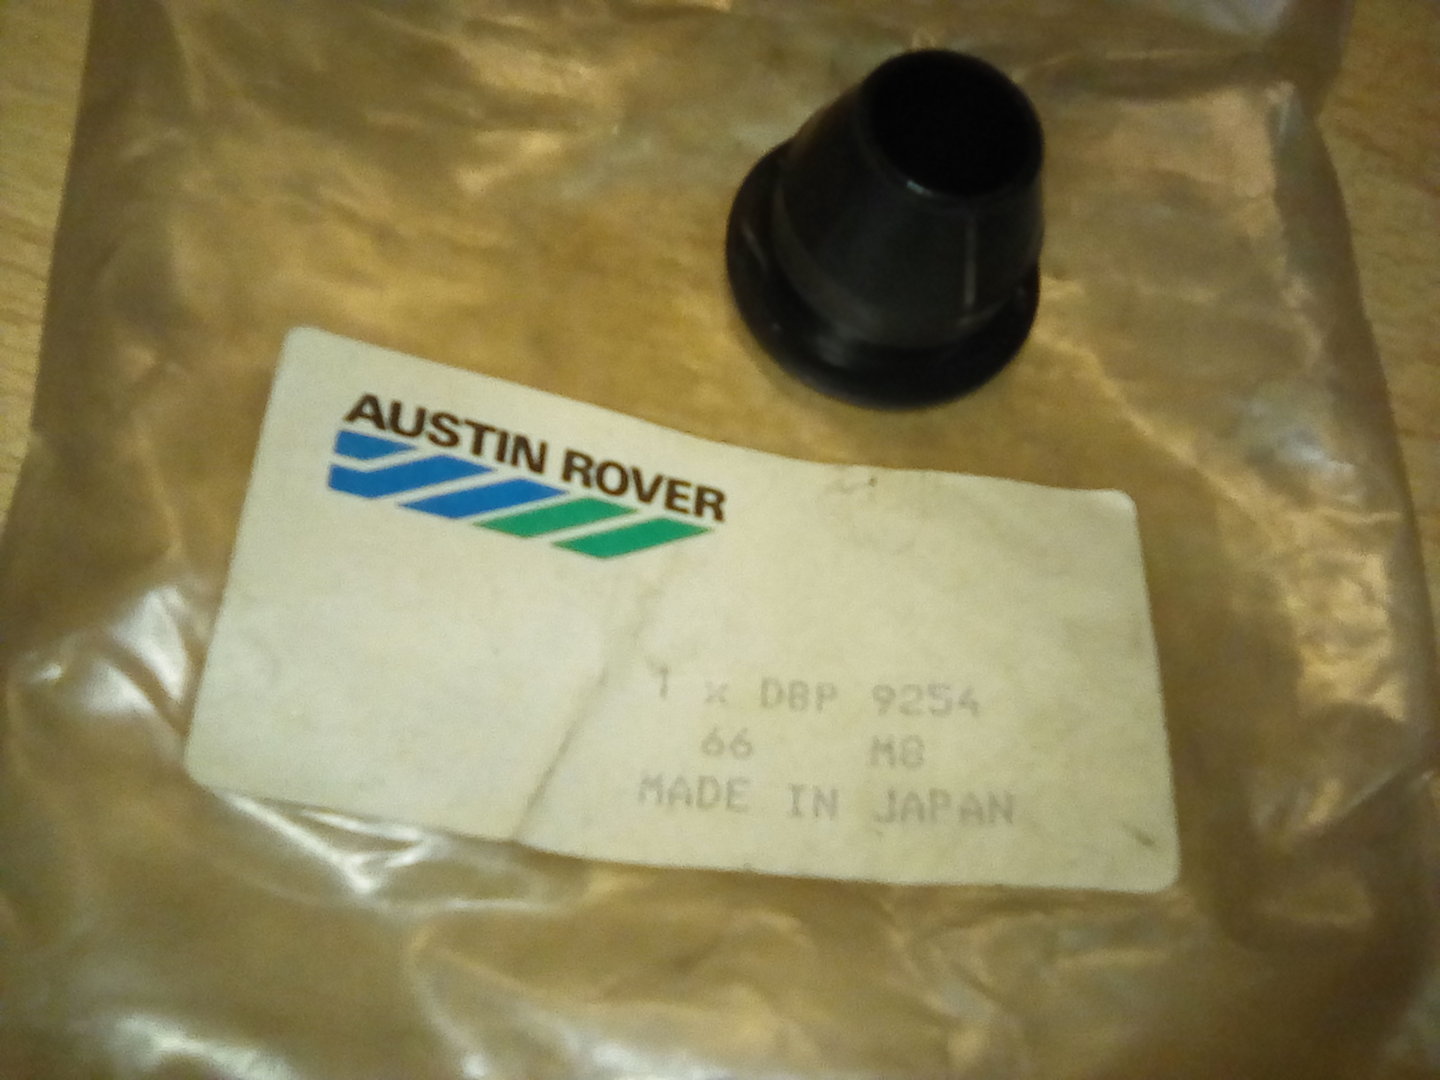 AUSTIN ROVER
1 x DBP 9254
66 M8
MADE IN JAPAN